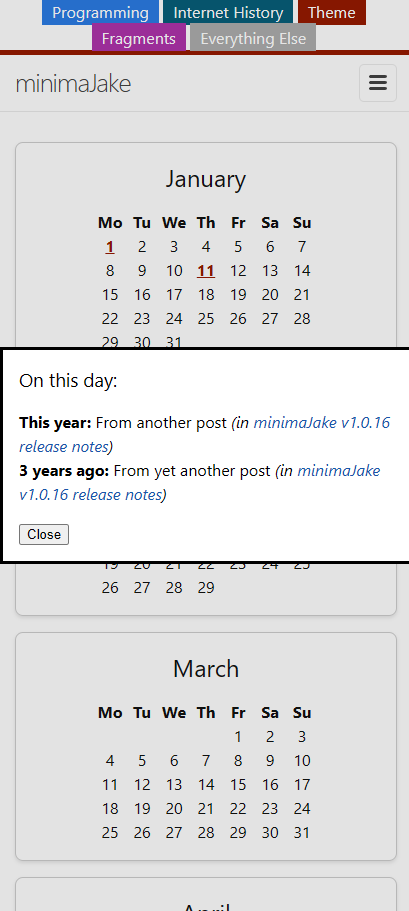 Programming Internet History Theme
Fragments Everything Else
minimaJake
January
Mo Tu We Th Fr Sa Su
1 2 3 4 5 6 7
8 9 10 11 12 13 14
15 16 17 18 19 20 21
22 23 24 25 26 27 28
29 30 31
On this day:
This year: From another post (in minimaJake v1.0.16
release notes)
3 years ago: From yet another post (in minimaJake
v1.0.16 release notes)
Close
19 20 21 22 23 24 25
26 27 28 29
March
Mo Tu We Th Fr Sa Su
1 2 3
4 5 6 7 8 9 10
11 12 13 14 15 16 17
18 19 20 21 22 23 24
25 26 27 28 29 30 31
April